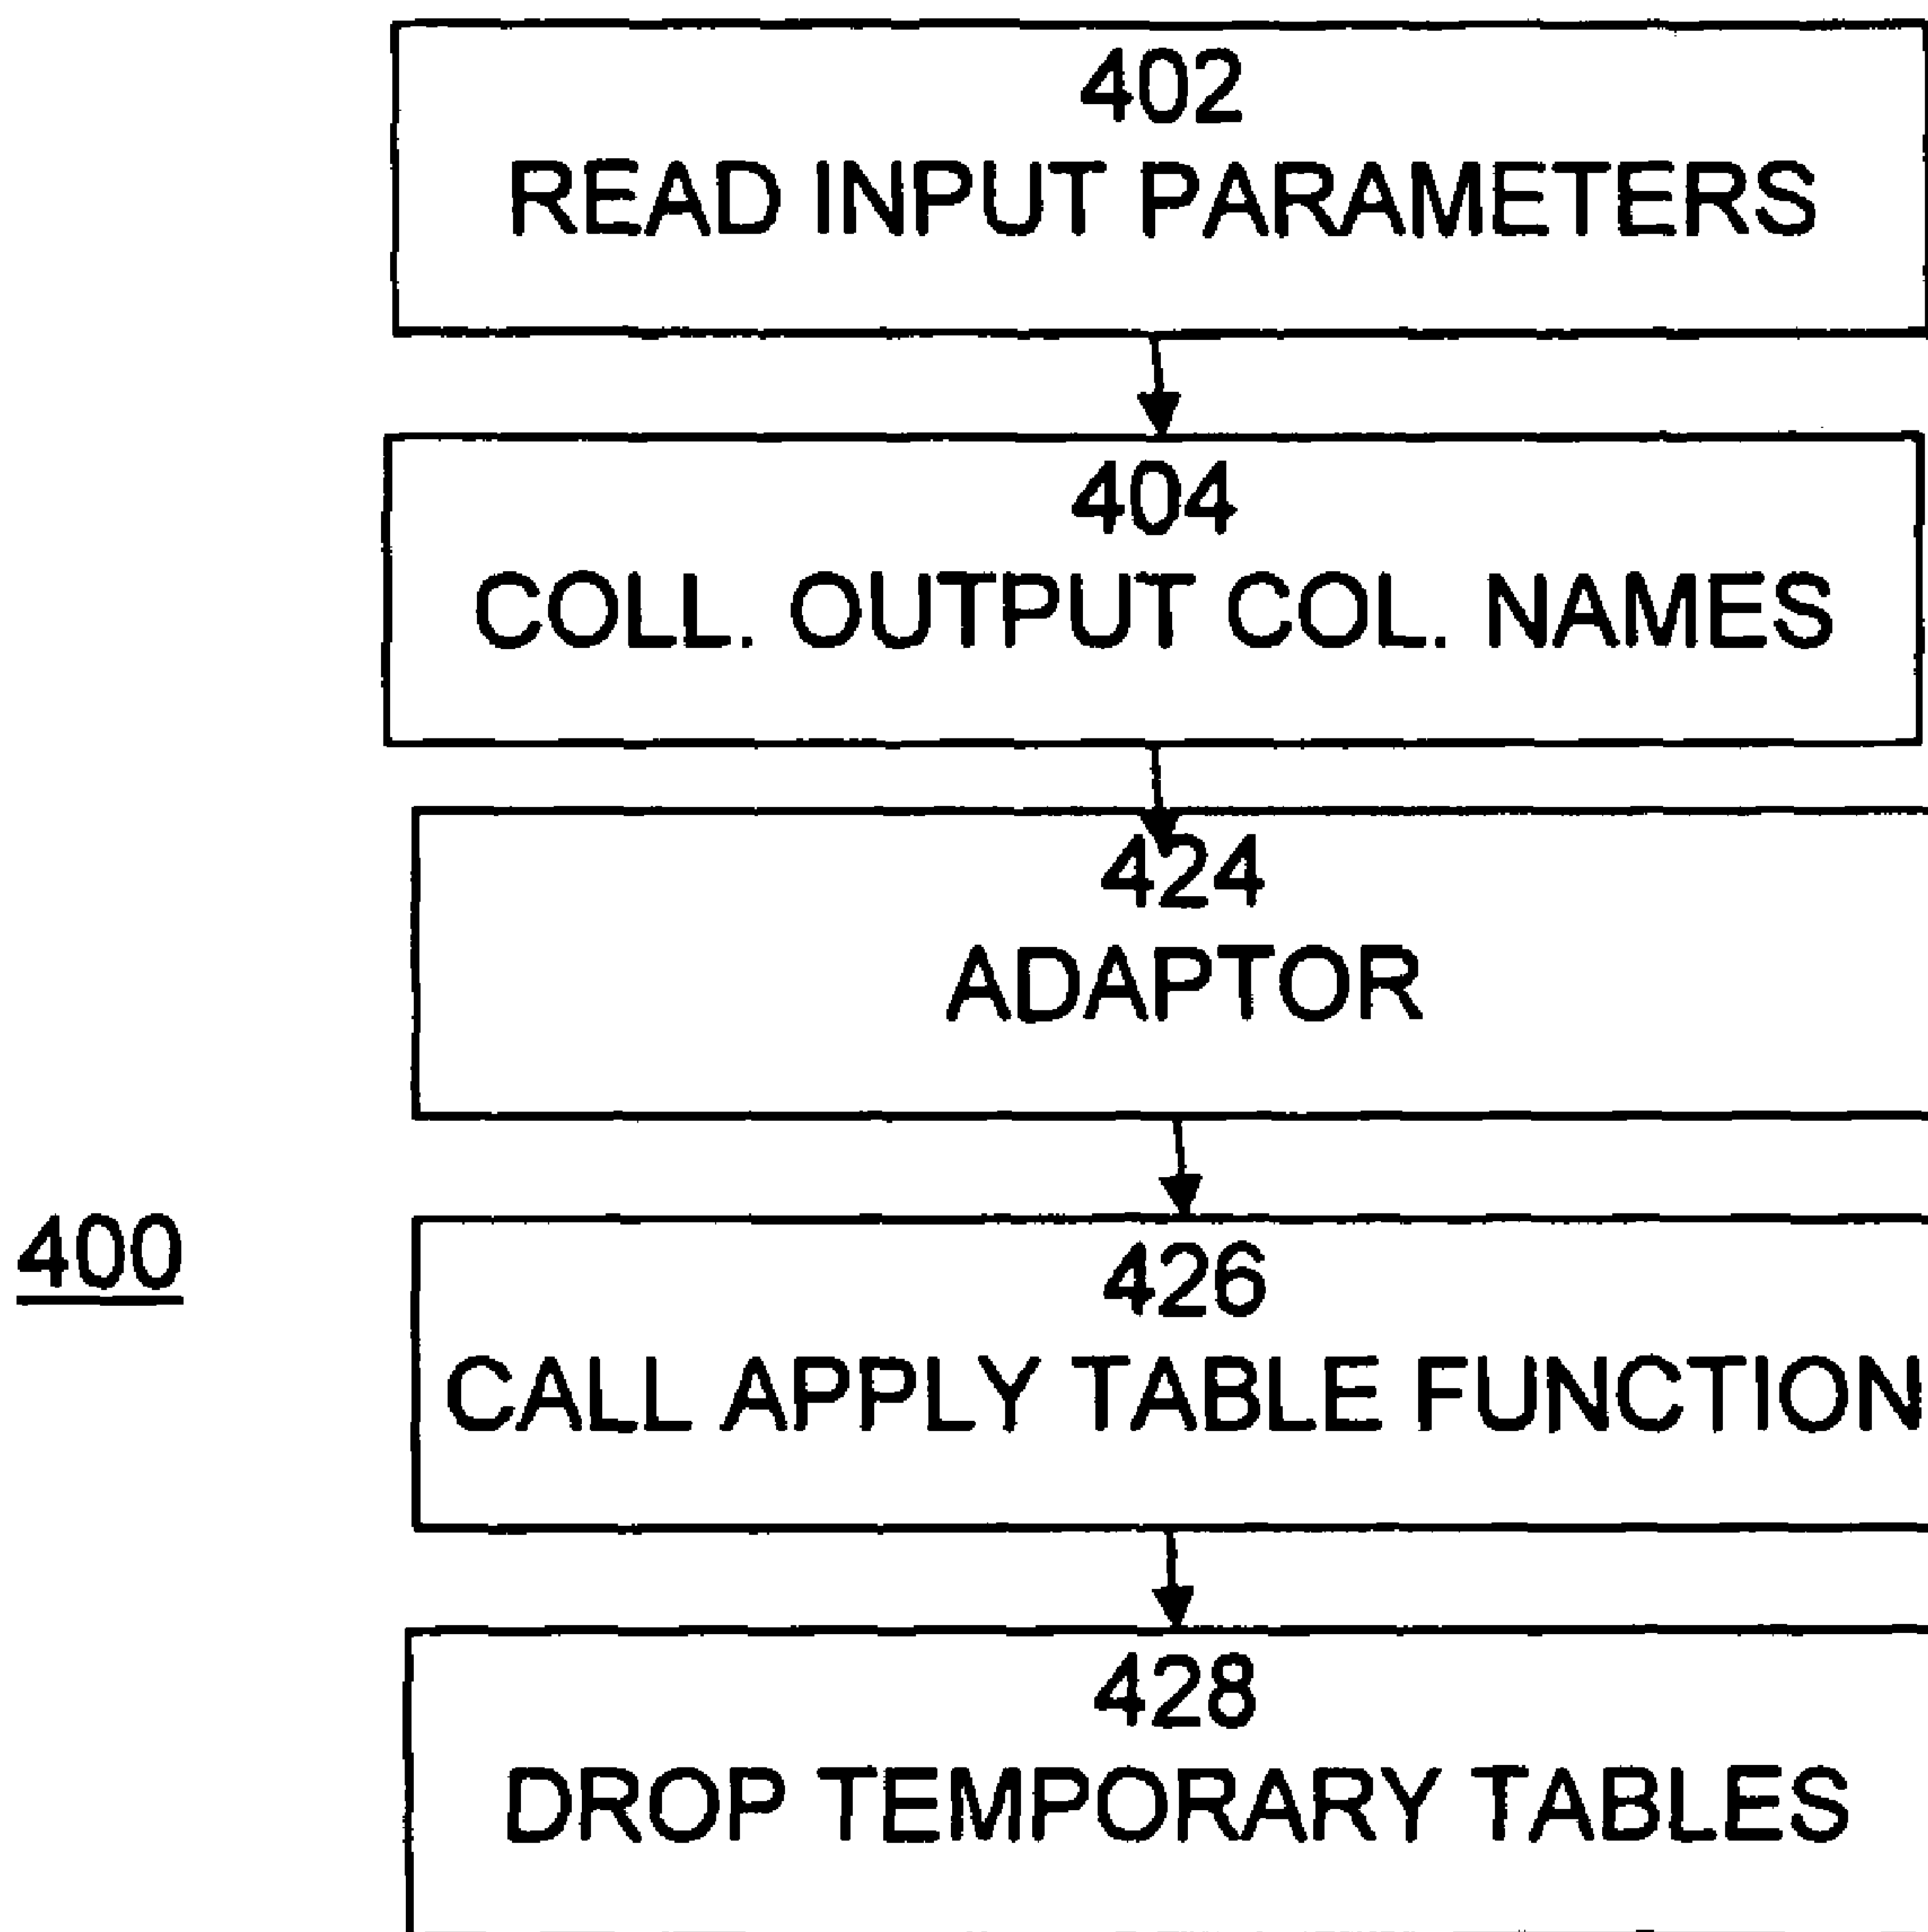 402
READ INPUT PARAMETERS
404
COLL. OUTPUT COL. NAMES
424
ADAPTOR
400
426
CALL APPLY TABLE FUNCTION
428
DROP TEMPORARY TABLES